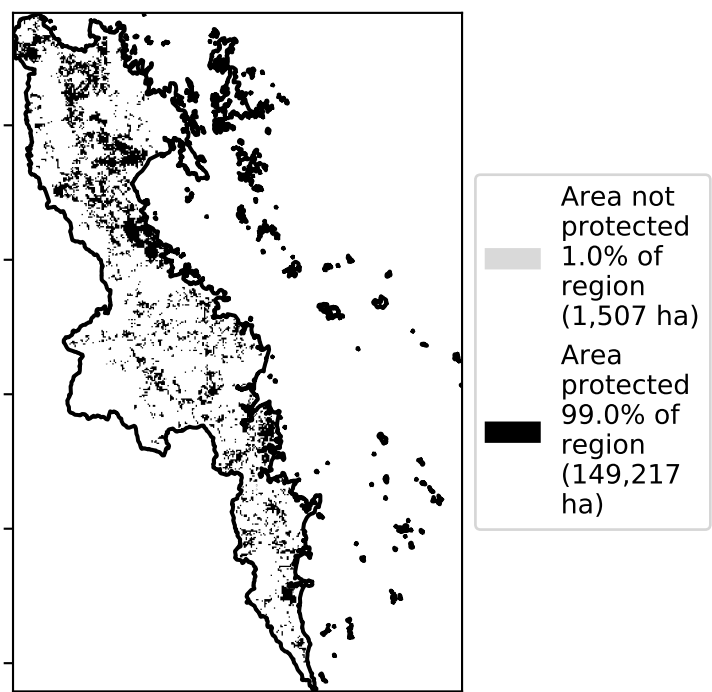 Area not
protected
1.0% of
region
(1,507 ha)
Area
protected
99.0% of
region
(149,217
ha)